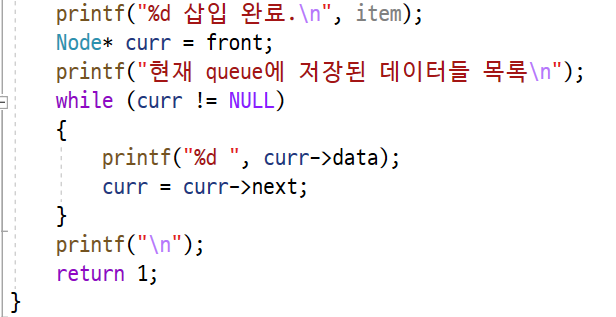 printf("%d 삽입 완료.\n", item);
Node* curr = front;
printf("현재 queue에 저장된 데이터들 목록\n");
while (curr != NULL)
{
printf("%d ", curr->data);
curr = curr->next;
}
printf("\n");
return 1;
}